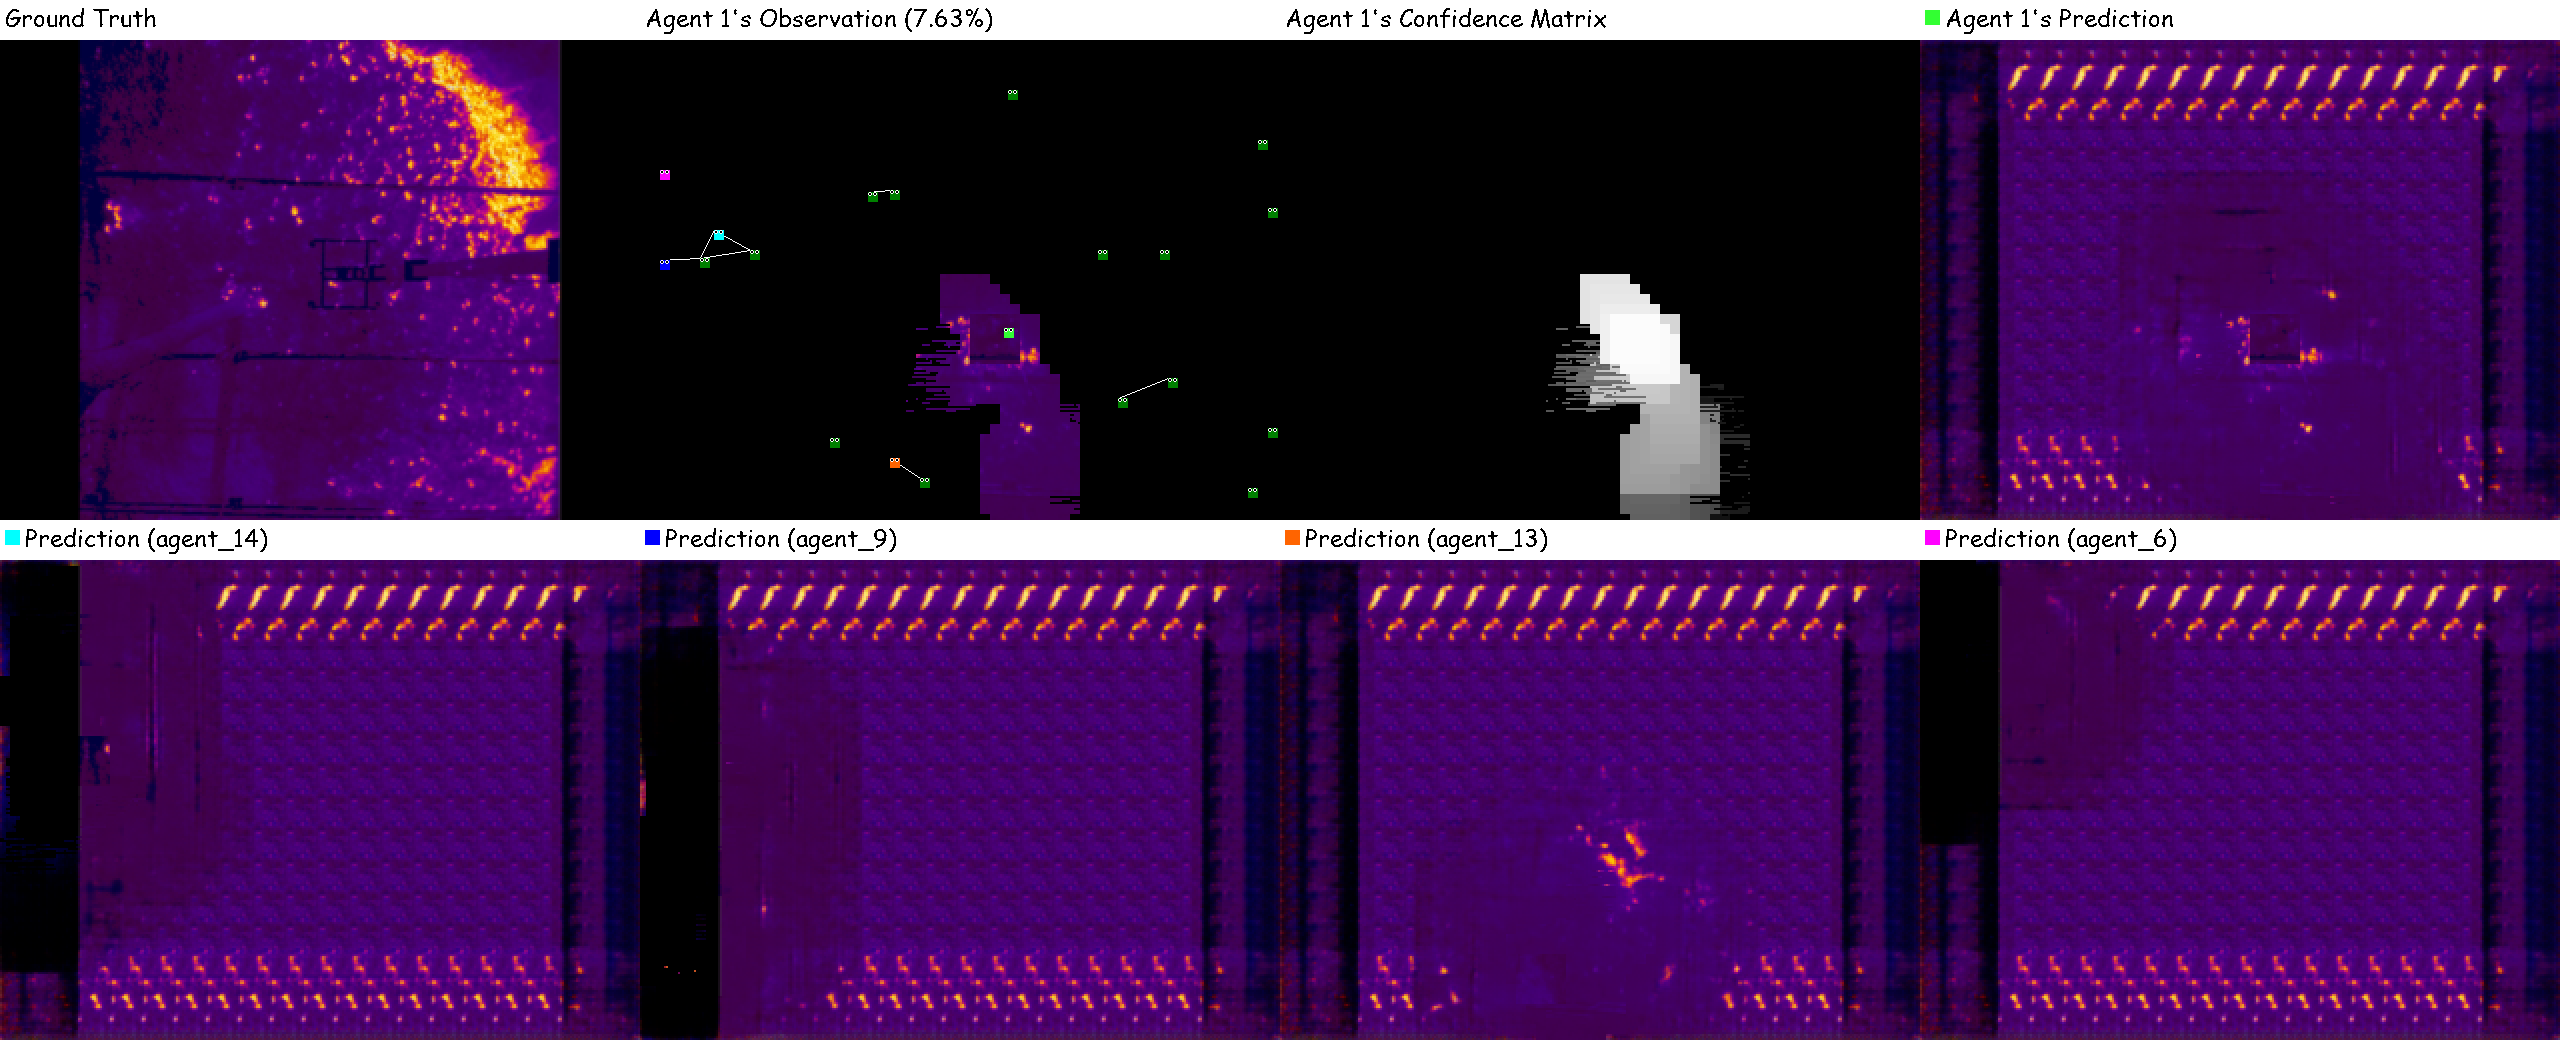 Ground Truth
Agent 1's Observation (7.63%)
Agent 1's Confidence Matrix
Agent 1's Prediction
Prediction (agent_14)
Prediction (agent_9)
Prediction (agent_13)
Prediction (agent_6)